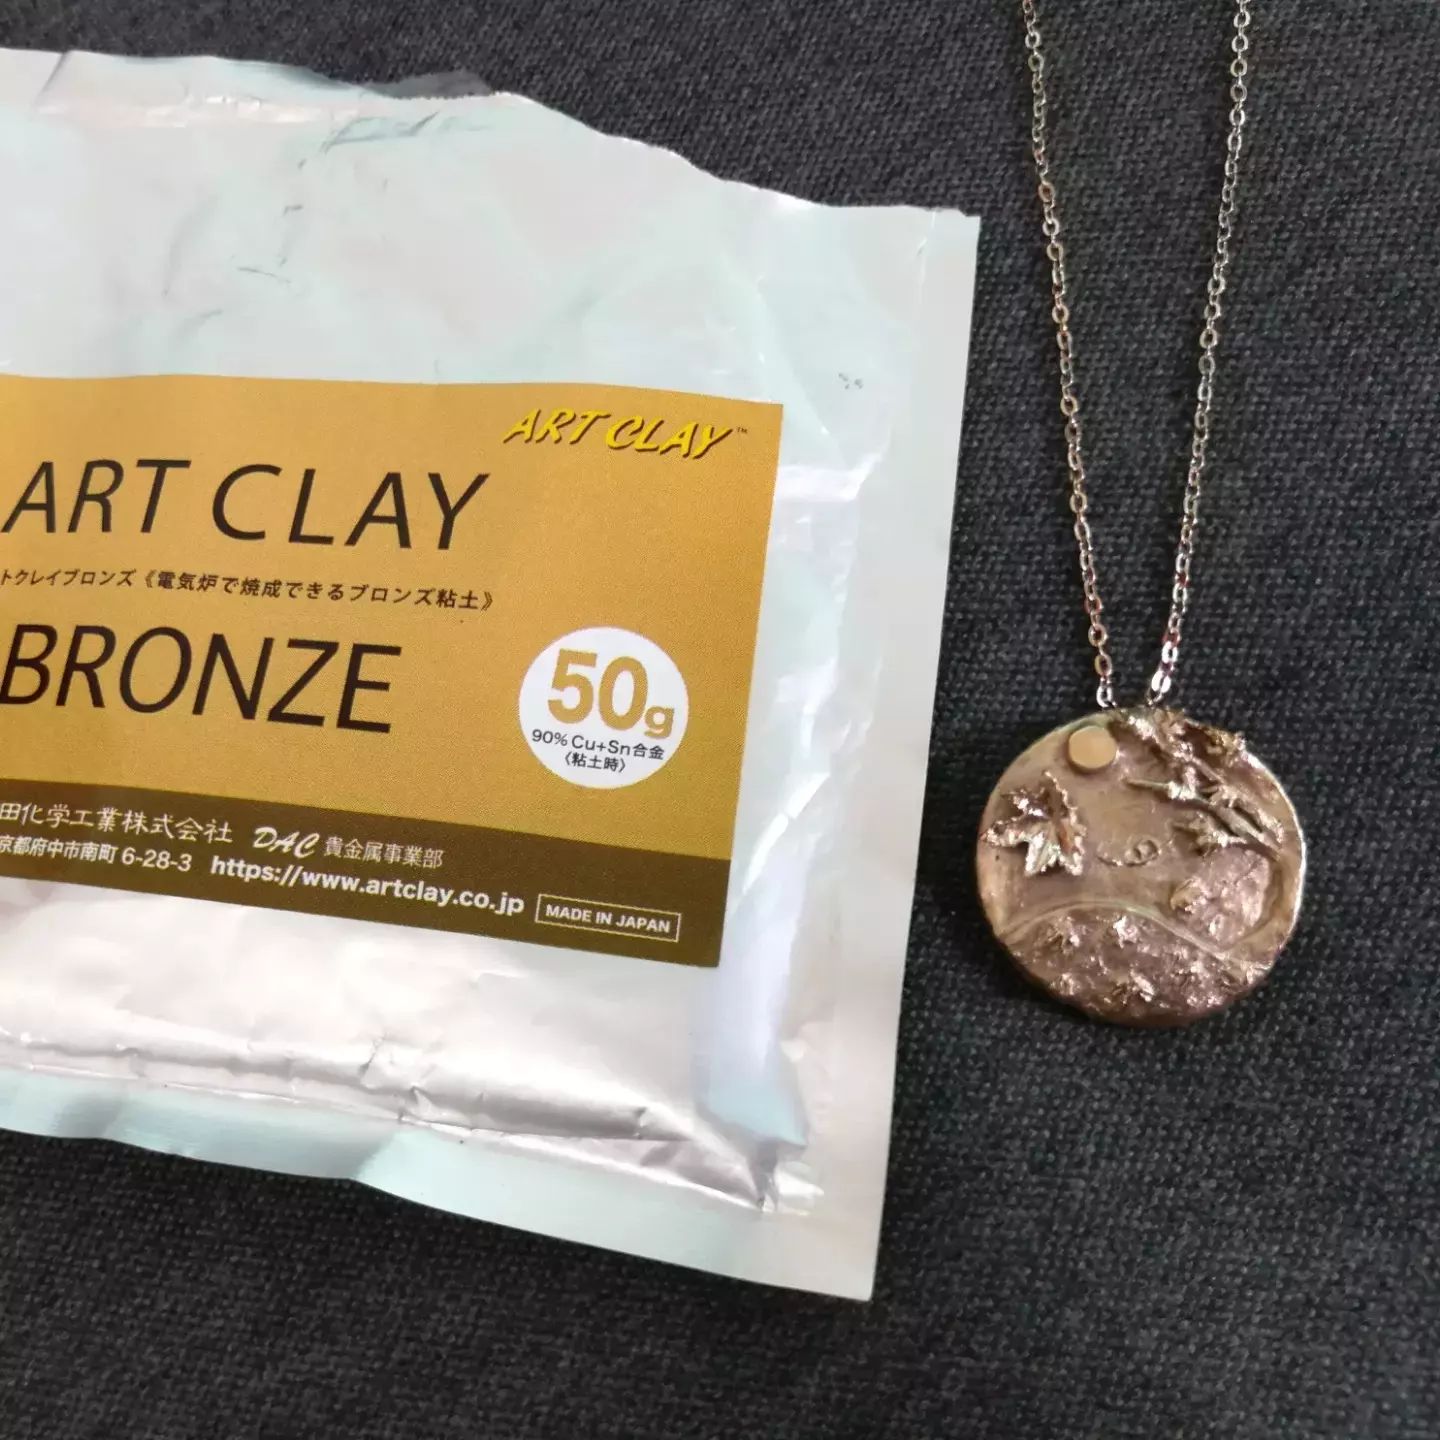 ART CLAY™
ART CLAY
トクレイブロンズ《電気炉で焼成できるブロンズ粘土》
BRONZE
50g
90% Cu+Sn合金
〈粘土時〉
田化学工業株式会社 DAC 貴金属事業部
京都府中市南町 6-28-3 https://www.artclay.co.jp
MADE IN JAPAN